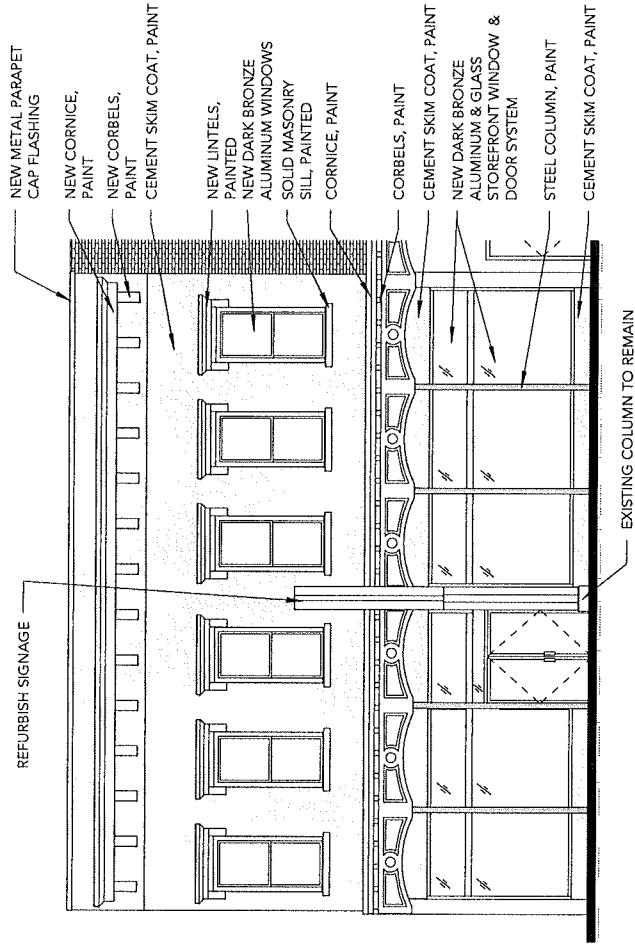 NEW METAL PARAPET
CAP FLASHING
NEW CORNICE,
PAINT
NEW CORBELS,
PAINT
CEMENT SKIM COAT, PAINT
NEW LINTELS,
PAINTED
NEW DARK BRONZE
ALUMINUM WINDOWS
SOLID MASONRY
SILL, PAINTED
CORNICE, PAINT
CORBELS, PAINT
CEMENT SKIM COAT, PAINT
NEW DARK BRONZE
ALUMINUM & GLASS
STOREFRONT WINDOW &
DOOR SYSTEM
STEEL COLUMN, PAINT
CEMENT SKIM COAT, PAINT
REFURBISH SIGNAGE
EXISTING COLUMN TO REMAIN